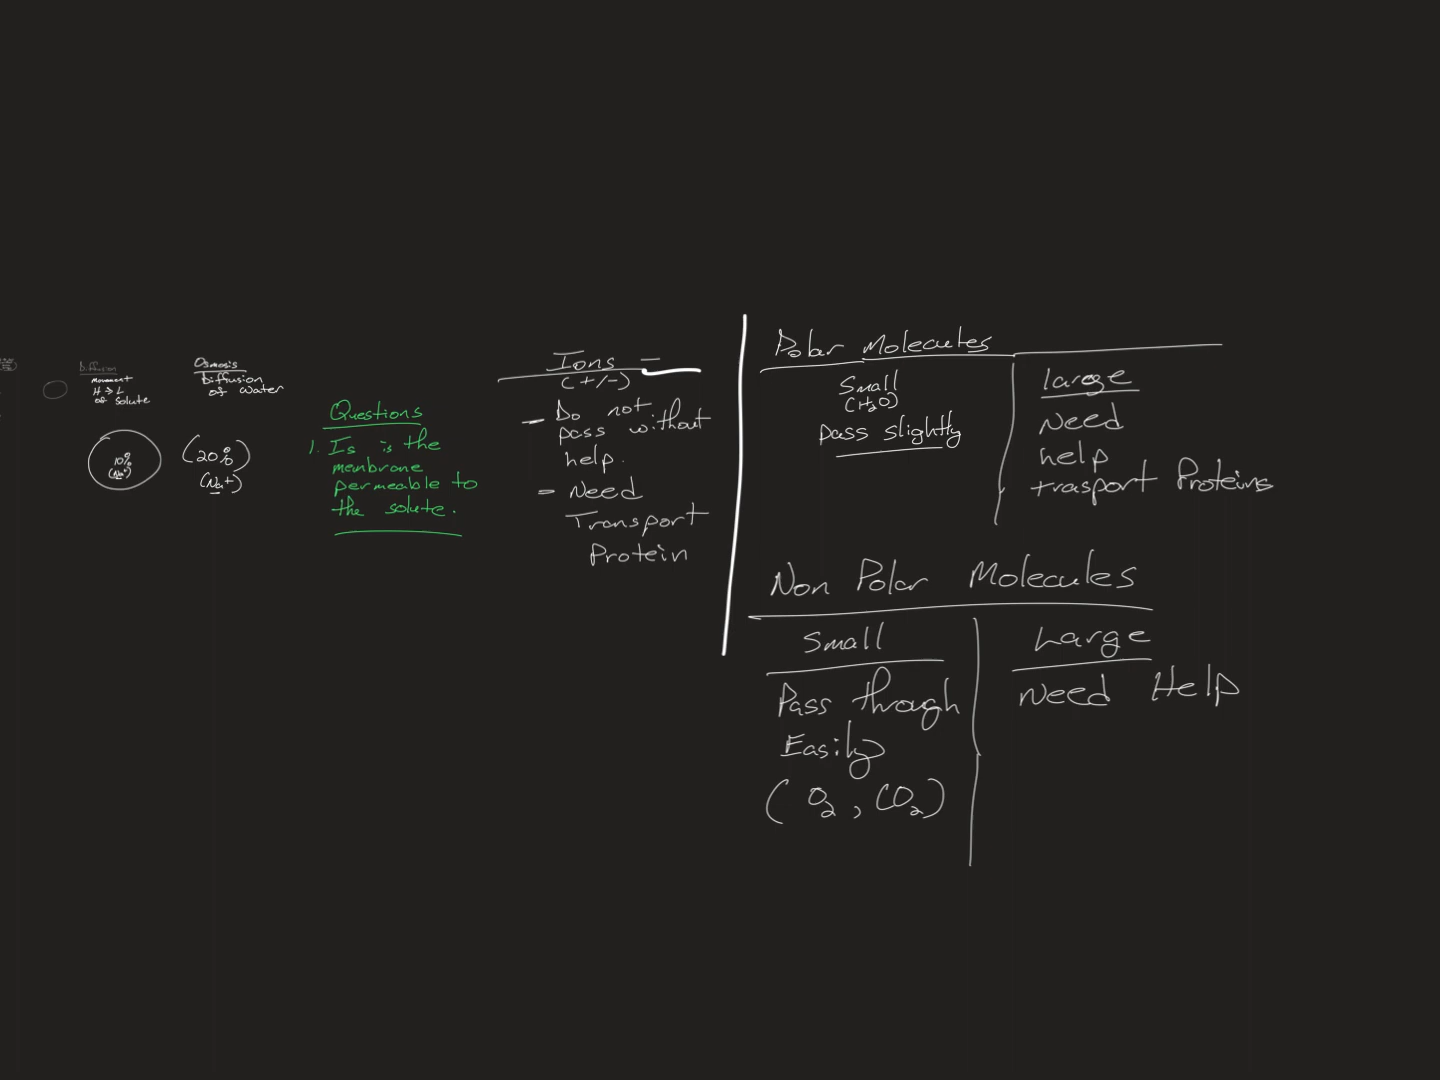 Diffusion
Movement
H → L
of Solute
10%
(Na+)
Osmosis
Diffusion
of water
(20%)
(Na+)
Questions
1. Is is the
membrane
permeable to
the solute.
Ions -
(+/-)
- Do not
pass without
help.
- Need
Transport
Protein
Polar Molecules
Small
(H2O)
pass slightly
large
Need
help
trasport Proteins
Non Polar Molecules
Small
Pass through
Easily
(O2, CO2)
Large
Need Help